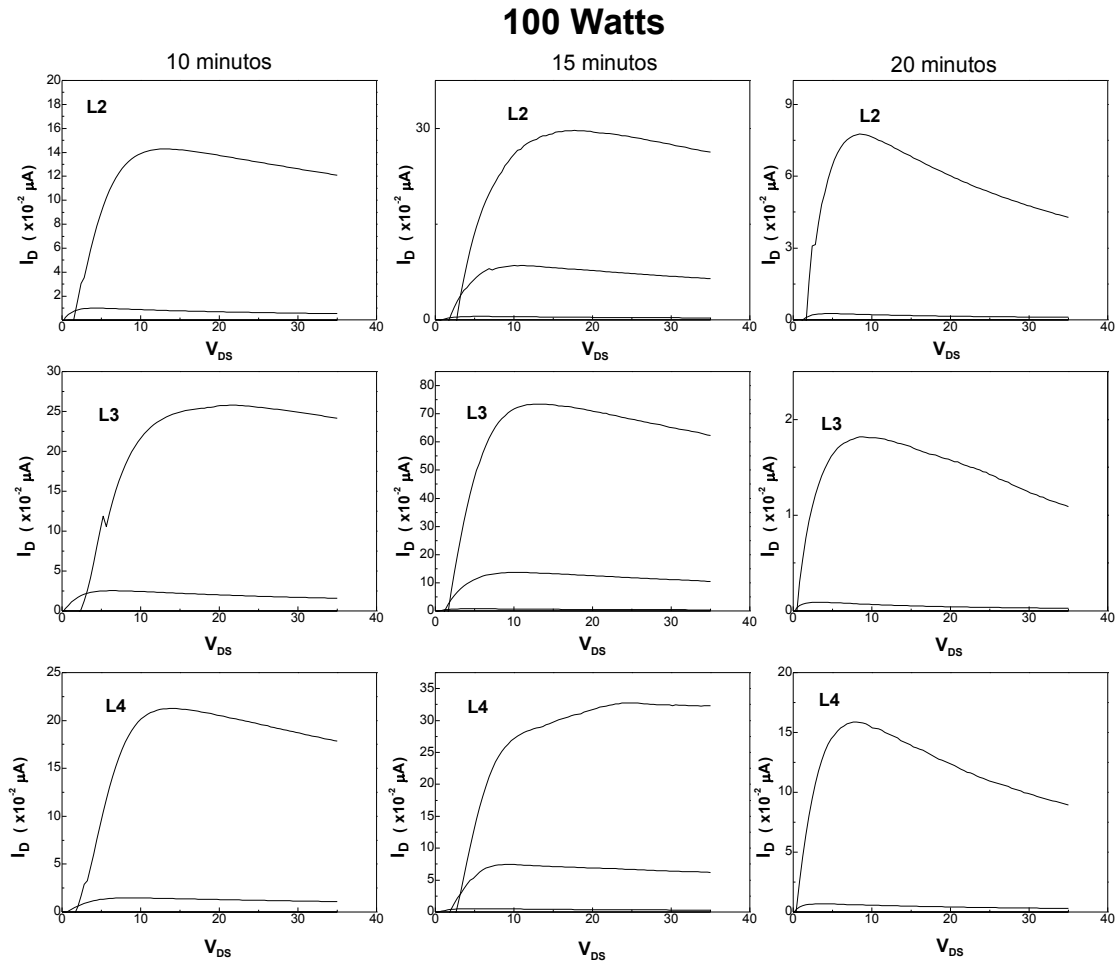 100 Watts
10 minutos
15 minutos
20 minutos
L2
I_D ( x10⁻² µA)
20
18
16
14
12
10
8
6
4
2
0
0 10 20 30 40
V_DS
L2
I_D ( x10⁻² µA)
30
0
0 10 20 30 40
V_DS
L2
I_D ( x10⁻² µA)
9
6
3
0
0 10 20 30 40
V_DS
L3
I_D ( x10⁻² µA)
30
25
20
15
10
5
0
0 10 20 30 40
V_DS
L3
I_D ( x10⁻² µA)
80
70
60
50
40
30
20
10
0
0 10 20 30 40
V_DS
L3
I_D ( x10⁻² µA)
2
1
0
0 10 20 30 40
V_DS
L4
I_D ( x10⁻² µA)
25
20
15
10
5
0
0 10 20 30 40
V_DS
L4
I_D ( x10⁻² µA)
35
30
25
20
15
10
5
0
0 10 20 30 40
V_DS
L4
I_D ( x10⁻² µA)
20
15
10
5
0
0 10 20 30 40
V_DS